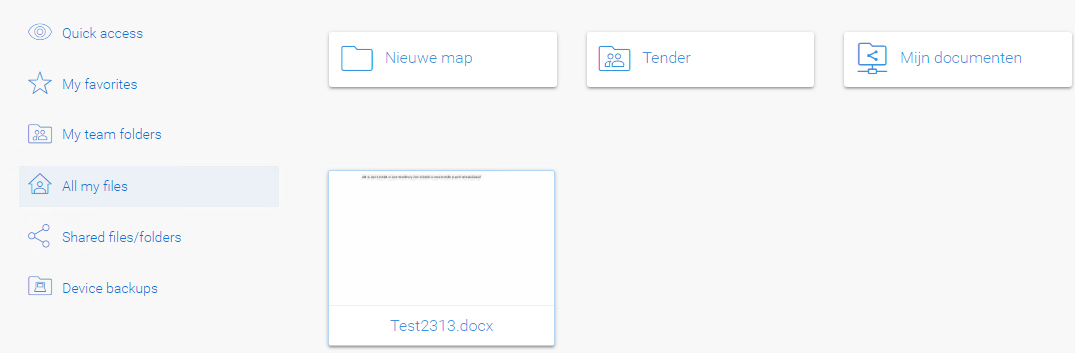 Quick access
My favorites
My team folders
All my files
Shared files/folders
Device backups
Nieuwe map
Tender
Mijn documenten
Test2313.docx